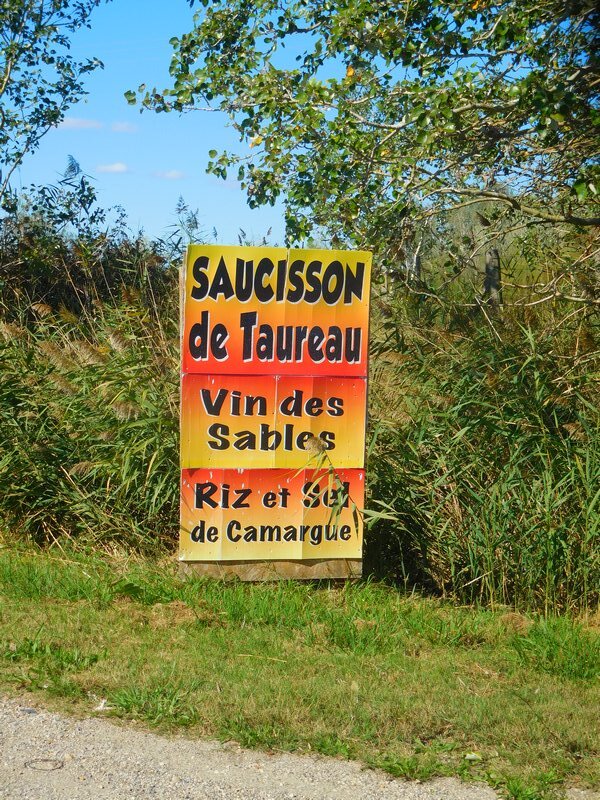 SAUCISSON
de Taureau
Vin des
Sables
Riz et Sel
de Camargue